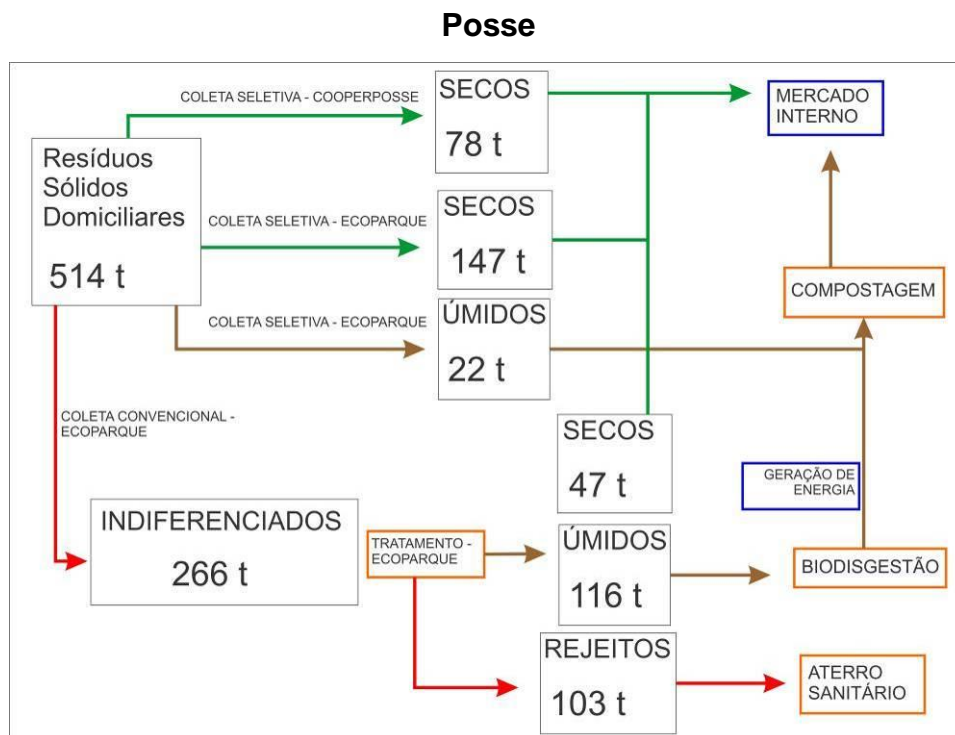 Posse
COLETA SELETIVA - COOPERPOSSE
SECOS
78 t
MERCADO
INTERNO
Resíduos
Sólidos
Domiciliares
514 t
COLETA SELETIVA - ECOPARQUE
SECOS
147 t
COMPOSTAGEM
COLETA SELETIVA - ECOPARQUE
ÚMIDOS
22 t
COLETA CONVENCIONAL -
ECOPARQUE
SECOS
47 t
GERAÇÃO DE
ENERGIA
INDIFERENCIADOS
266 t
TRATAMENTO -
ECOPARQUE
ÚMIDOS
116 t
BIODISGESTÃO
REJEITOS
103 t
ATERRO
SANITÁRIO